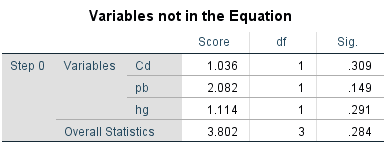 Variables not in the Equation
Score df Sig.
Step 0 Variables Cd 1.036 1 .309
pb 2.082 1 .149
hg 1.114 1 .291
Overall Statistics 3.802 3 .284